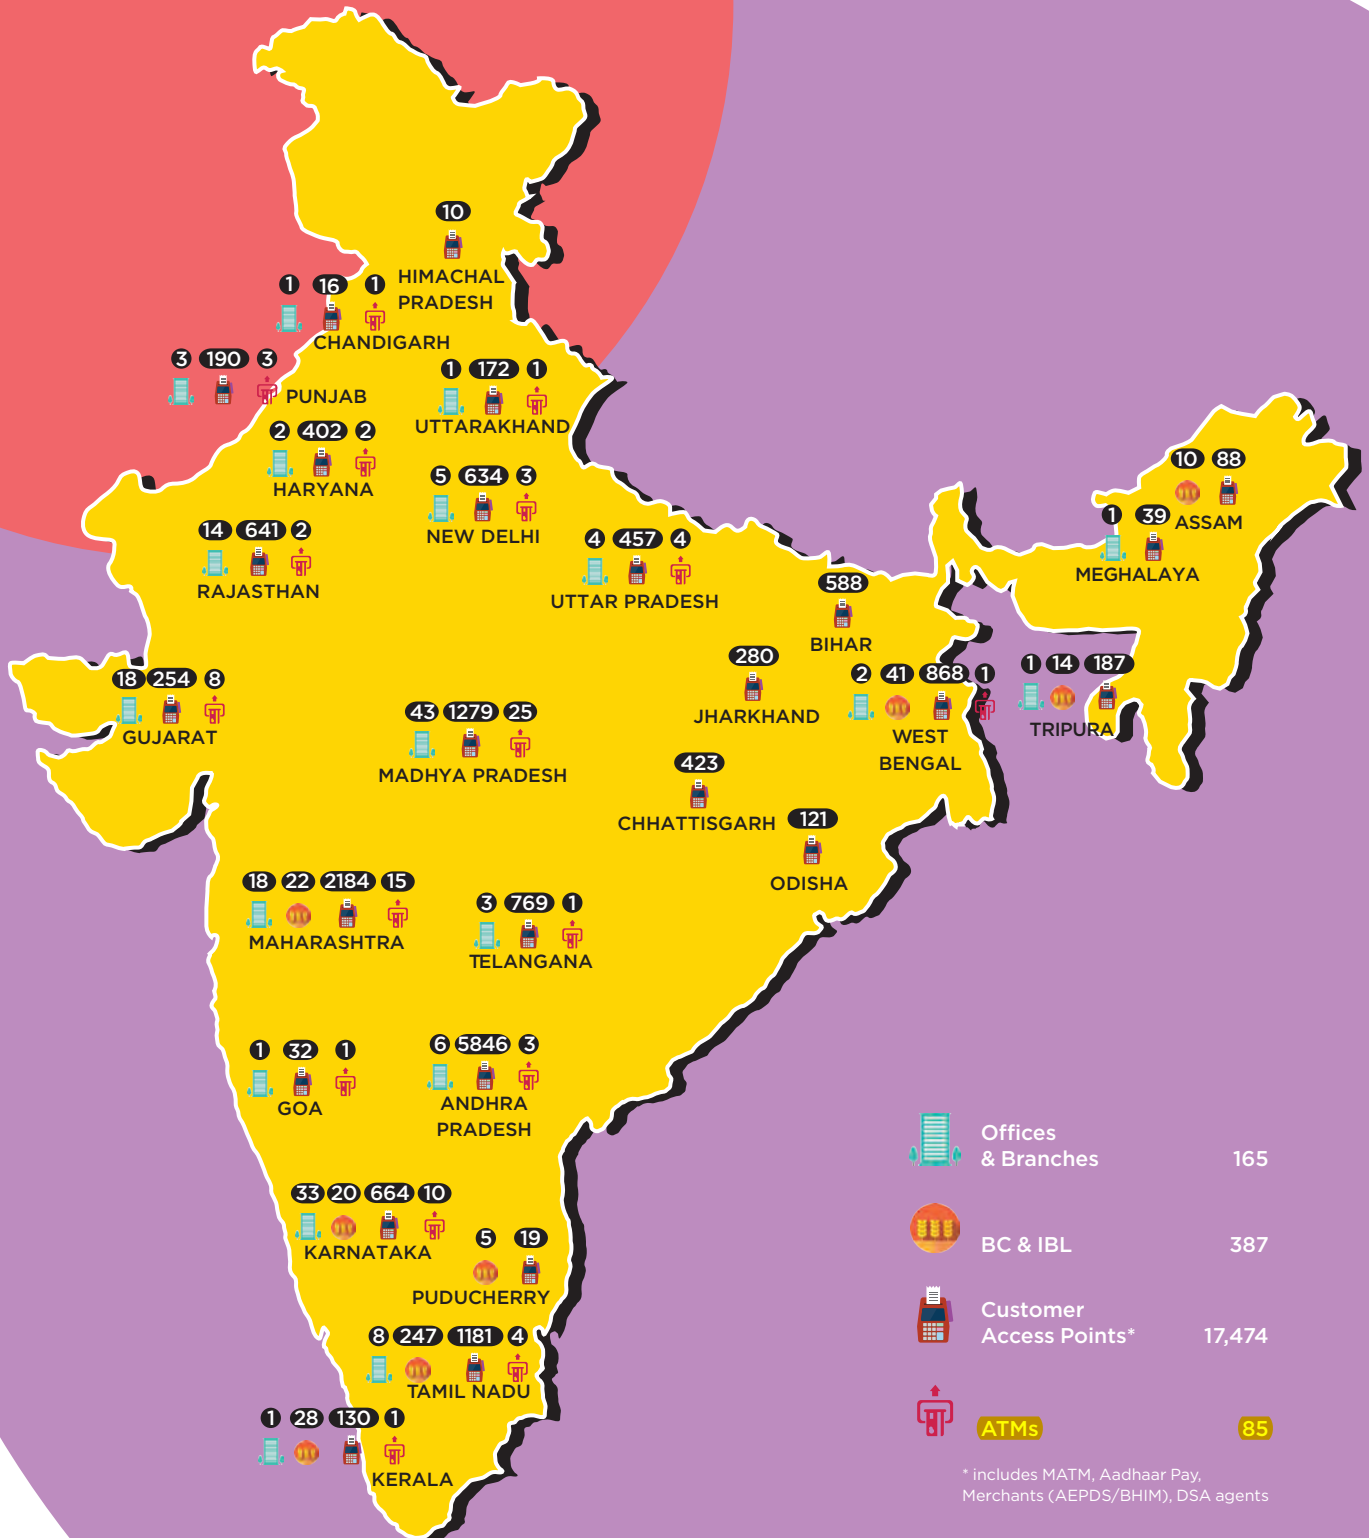 10
HIMACHAL
PRADESH
1 16 1
CHANDIGARH
3 190 3
PUNJAB
1 172 1
UTTARAKHAND
2 402 2
HARYANA
5 634 3
NEW DELHI
10 88
ASSAM
1 39
MEGHALAYA
14 641 2
RAJASTHAN
4 457 4
UTTAR PRADESH
588
BIHAR
280
JHARKHAND
2 41 868 1
WEST
BENGAL
1 14 187
TRIPURA
18 254 8
GUJARAT
43 1279 25
MADHYA PRADESH
423
CHHATTISGARH
121
ODISHA
18 22 2184 15
MAHARASHTRA
3 769 1
TELANGANA
1 32 1
GOA
6 5846 3
ANDHRA
PRADESH
33 20 664 10
KARNATAKA
5 19
PUDUCHERRY
8 247 1181 4
TAMIL NADU
1 28 130 1
KERALA
Offices
& Branches 165
BC & IBL 387
Customer
Access Points* 17,474
ATMs 85
* includes MATM, Aadhaar Pay,
Merchants (AEPDS/BHIM), DSA agents